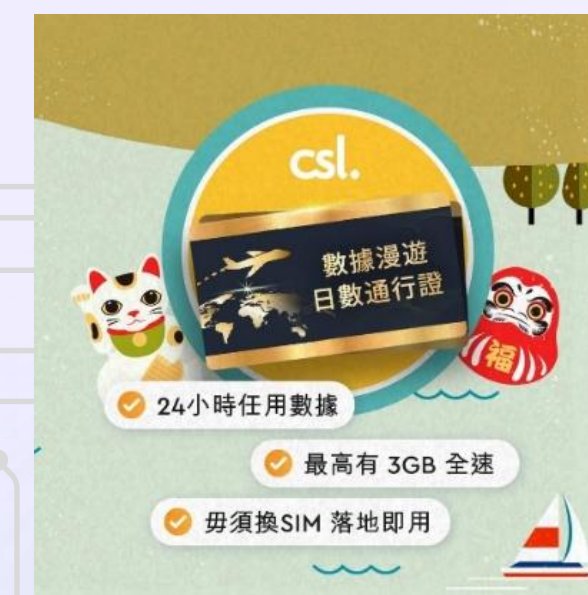 csl.
數據漫遊
日數通行證
福
24小時任用數據
最高有 3GB 全速
毋須換SIM 落地即用